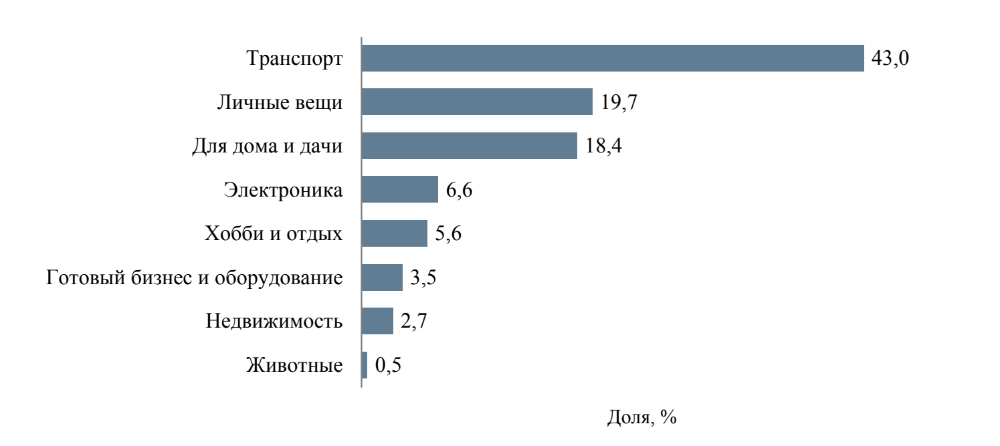 Транспорт 43,0
Личные вещи 19,7
Для дома и дачи 18,4
Электроника 6,6
Хобби и отдых 5,6
Готовый бизнес и оборудование 3,5
Недвижимость 2,7
Животные 0,5
Доля, %